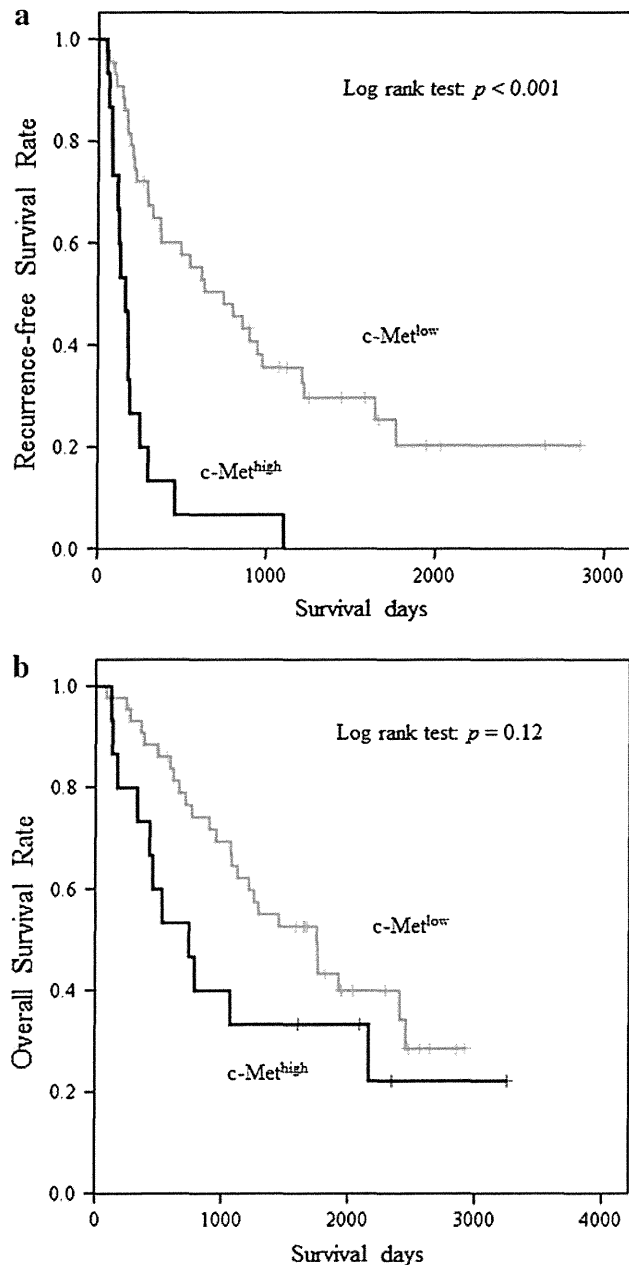 a
1.0
Log rank test: p < 0.001
0.8
Recurrence-free Survival Rate
0.6
0.4
c-Met^low
0.2
c-Met^high
0.0
0 1000 2000 3000
Survival days
b
1.0
Log rank test: p = 0.12
0.8
Overall Survival Rate
0.6
c-Met^low
0.4
c-Met^high
0.2
0.0
0 1000 2000 3000 4000
Survival days